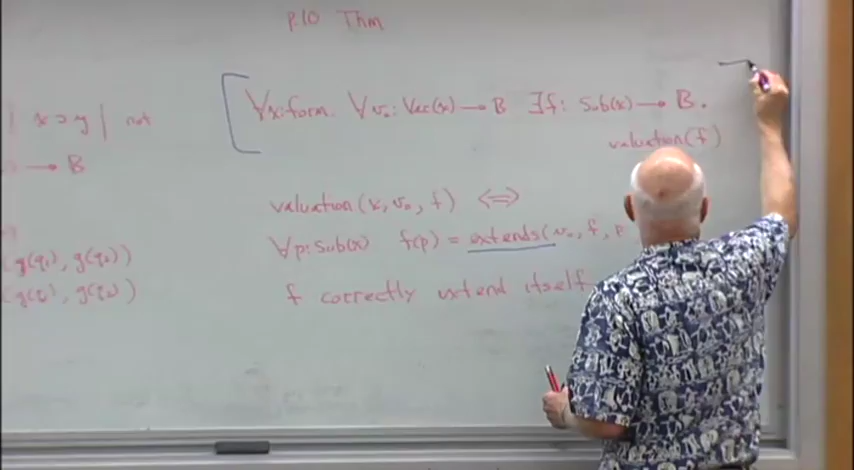 p.10 Thm
∀x:form. ∀v₀: Var(x) → B ∃f: Sub(x) → B.
valuation(f)
valuation(x, v₀, f) ⟺
∀p:Sub(x) f(p) = extends(v₀, f, p
f correctly extend itself
| x ⊃ y | not
→ B
(g(q₁), g(q₂))
(g(q₁), g(q₂))